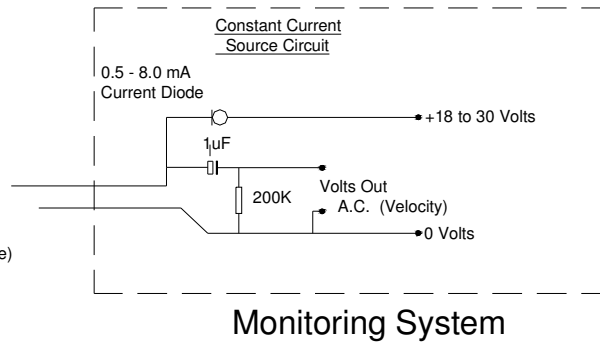 Constant Current
Source Circuit
0.5 - 8.0 mA
Current Diode
+18 to 30 Volts
1uF
200K
Volts Out
A.C. (Velocity)
0 Volts
e)
Monitoring System